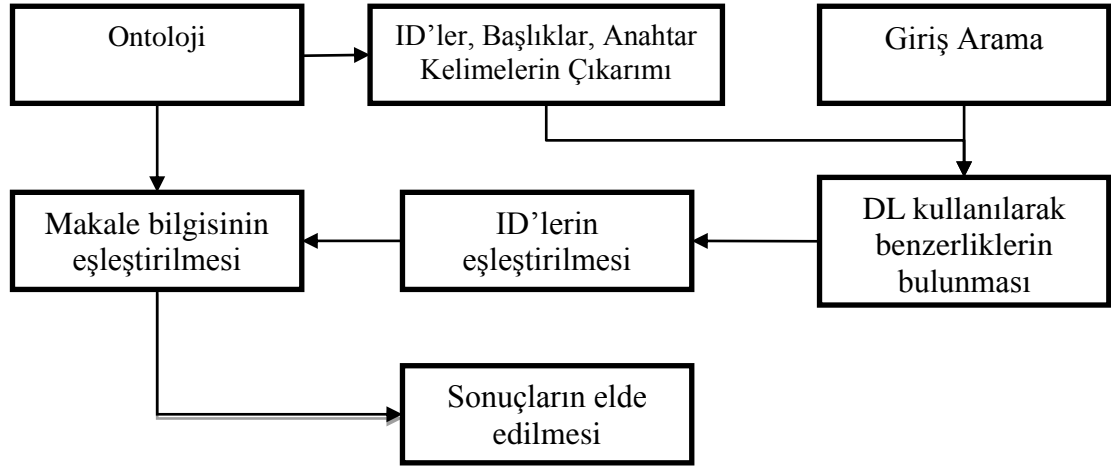 Ontoloji
ID’ler, Başlıklar, Anahtar
Kelimelerin Çıkarımı
Giriş Arama
Makale bilgisinin
eşleştirilmesi
ID’lerin
eşleştirilmesi
DL kullanılarak
benzerliklerin
bulunması
Sonuçların elde
edilmesi